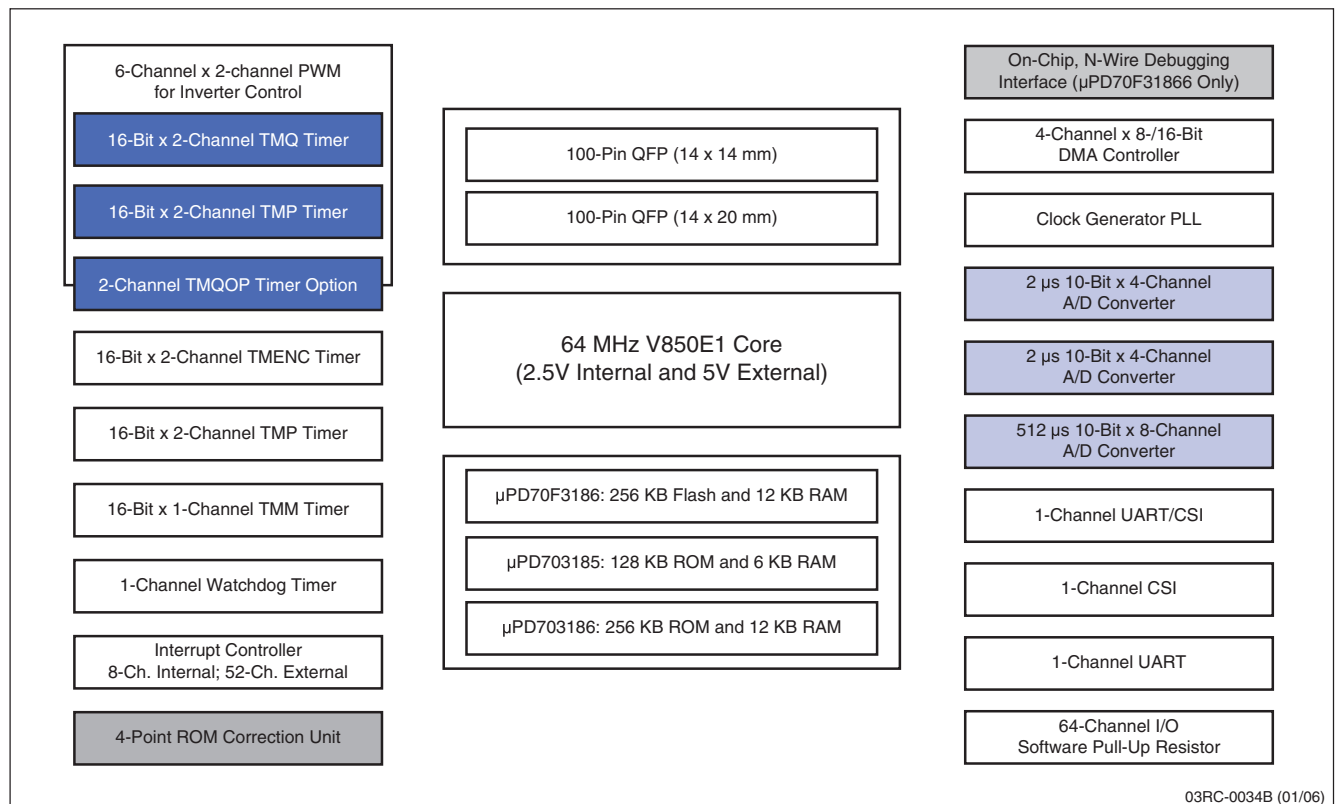 6-Channel x 2-channel PWM
for Inverter Control
16-Bit x 2-Channel TMQ Timer
16-Bit x 2-Channel TMP Timer
2-Channel TMQOP Timer Option
16-Bit x 2-Channel TMENC Timer
16-Bit x 2-Channel TMP Timer
16-Bit x 1-Channel TMM Timer
1-Channel Watchdog Timer
Interrupt Controller
8-Ch. Internal; 52-Ch. External
4-Point ROM Correction Unit
100-Pin QFP (14 x 14 mm)
100-Pin QFP (14 x 20 mm)
64 MHz V850E1 Core
(2.5V Internal and 5V External)
µPD70F3186: 256 KB Flash and 12 KB RAM
µPD703185: 128 KB ROM and 6 KB RAM
µPD703186: 256 KB ROM and 12 KB RAM
On-Chip, N-Wire Debugging
Interface (µPD70F31866 Only)
4-Channel x 8-/16-Bit
DMA Controller
Clock Generator PLL
2 µs 10-Bit x 4-Channel
A/D Converter
2 µs 10-Bit x 4-Channel
A/D Converter
512 µs 10-Bit x 8-Channel
A/D Converter
1-Channel UART/CSI
1-Channel CSI
1-Channel UART
64-Channel I/O
Software Pull-Up Resistor
03RC-0034B (01/06)